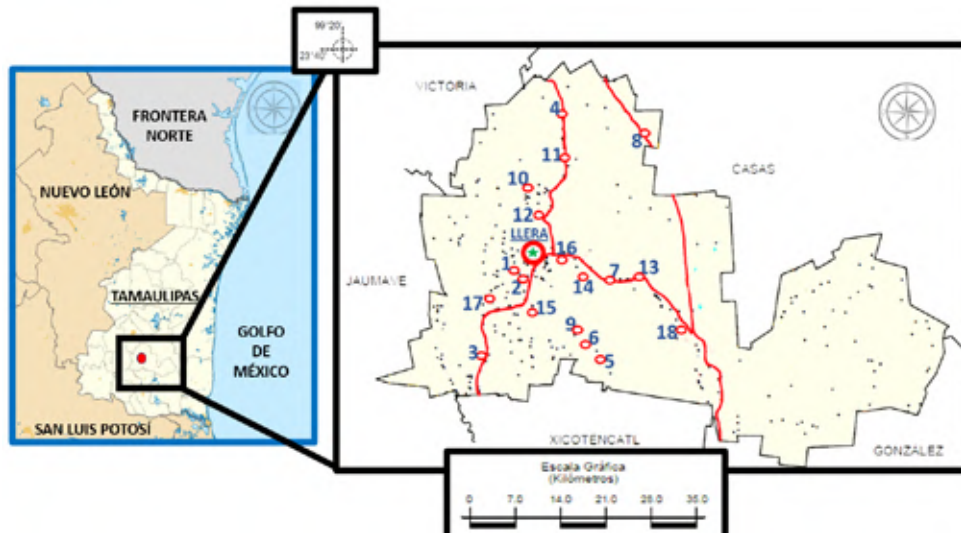 99°20'
23°40'
FRONTERA
NORTE
NUEVO LEÓN
TAMAULIPAS
GOLFO
DE
MÉXICO
SAN LUIS POTOSÍ
VICTORIA
4
8
11
CASAS
10
12
LLERA
16
1
JAUMAVE
2
14
7
13
17
15
9
18
6
3
5
XICOTENCATL
GONZALEZ
Escala Gráfica
(Kilómetros)
0 7.0 14.0 21.0 28.0 35.0